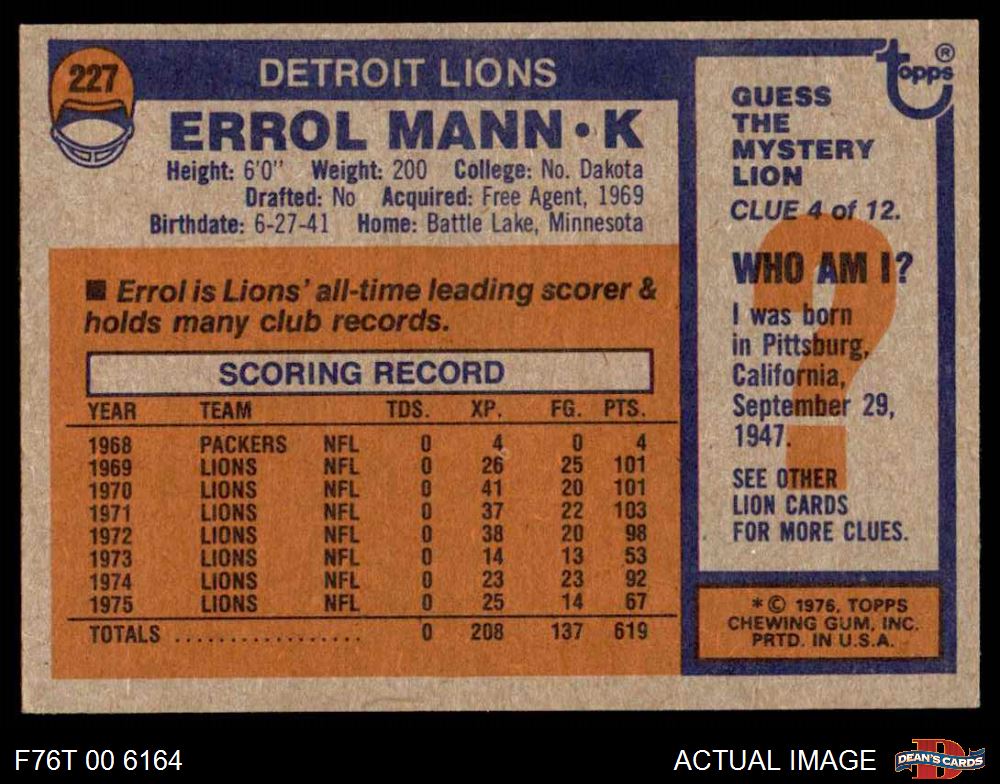 227
DETROIT LIONS
ERROL MANN • K
Height: 6'0" Weight: 200 College: No. Dakota
Drafted: No Acquired: Free Agent, 1969
Birthdate: 6-27-41 Home: Battle Lake, Minnesota
■ Errol is Lions' all-time leading scorer &
holds many club records.
SCORING RECORD
YEAR TEAM TDS. XP. FG. PTS.
1968 PACKERS NFL 0 4 0 4
1969 LIONS NFL 0 26 25 101
1970 LIONS NFL 0 41 20 101
1971 LIONS NFL 0 37 22 103
1972 LIONS NFL 0 38 20 98
1973 LIONS NFL 0 14 13 53
1974 LIONS NFL 0 23 23 92
1975 LIONS NFL 0 25 14 67
TOTALS .................. 0 208 137 619
Topps ®
GUESS
THE
MYSTERY
LION
CLUE 4 of 12.
WHO AM I?
I was born
in Pittsburg,
California,
September 29,
1947.
SEE OTHER
LION CARDS
FOR MORE CLUES.
* © 1976, TOPPS
CHEWING GUM, INC.
PRTD. IN U.S.A.
F76T 00 6164
ACTUAL IMAGE
DEAN'S CARDS